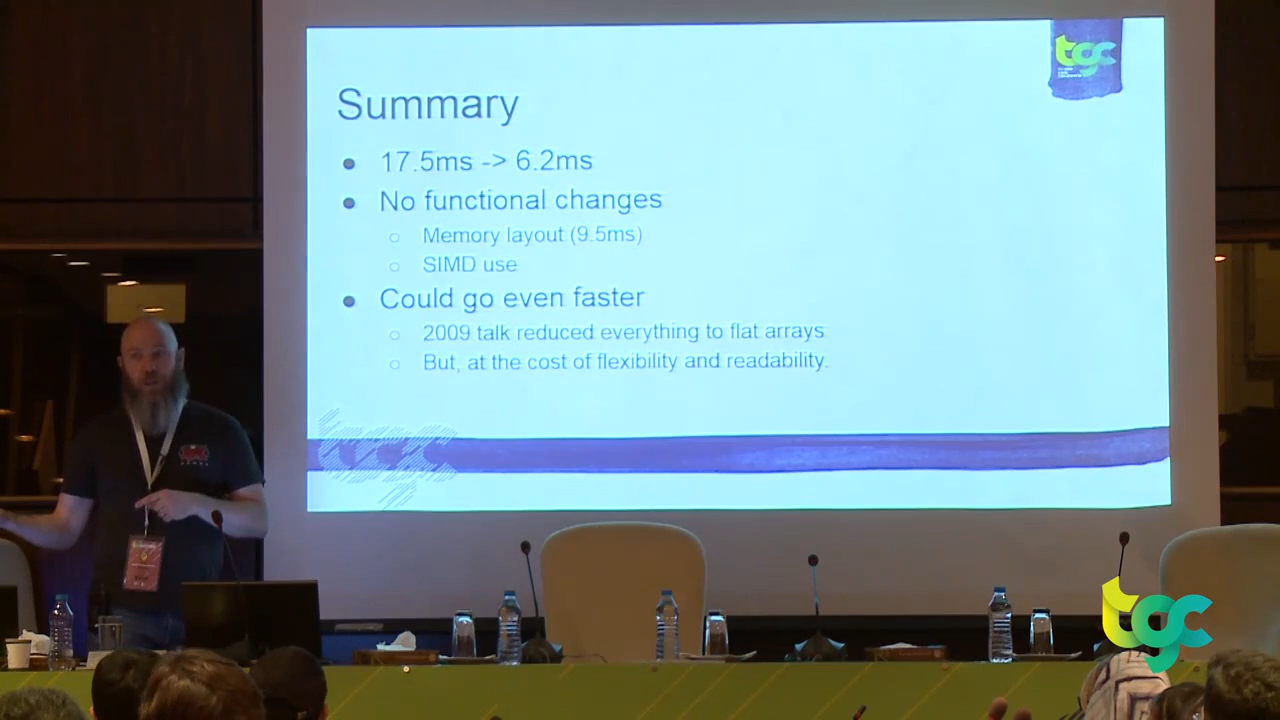 tgc
Summary
17.5ms -> 6.2ms
No functional changes
Memory layout (9.5ms)
SIMD use
Could go even faster
2009 talk reduced everything to flat arrays
But, at the cost of flexibility and readability.
tgc
tgc